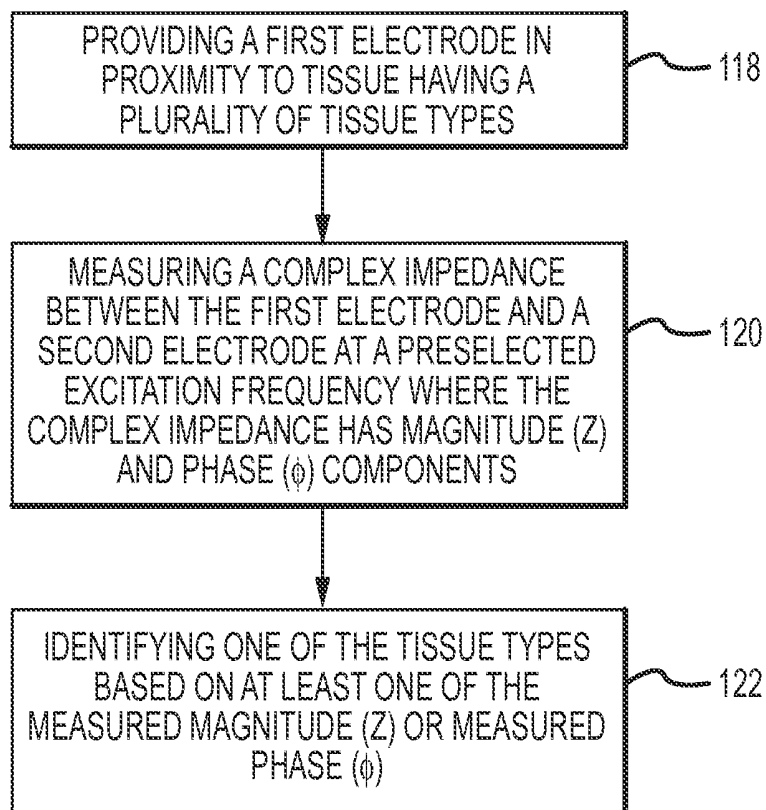 PROVIDING A FIRST ELECTRODE IN
PROXIMITY TO TISSUE HAVING A
PLURALITY OF TISSUE TYPES
118
MEASURING A COMPLEX IMPEDANCE
BETWEEN THE FIRST ELECTRODE AND A
SECOND ELECTRODE AT A PRESELECTED
EXCITATION FREQUENCY WHERE THE
COMPLEX IMPEDANCE HAS MAGNITUDE (Z)
AND PHASE (ϕ) COMPONENTS
120
IDENTIFYING ONE OF THE TISSUE TYPES
BASED ON AT LEAST ONE OF THE
MEASURED MAGNITUDE (Z) OR MEASURED
PHASE (ϕ)
122